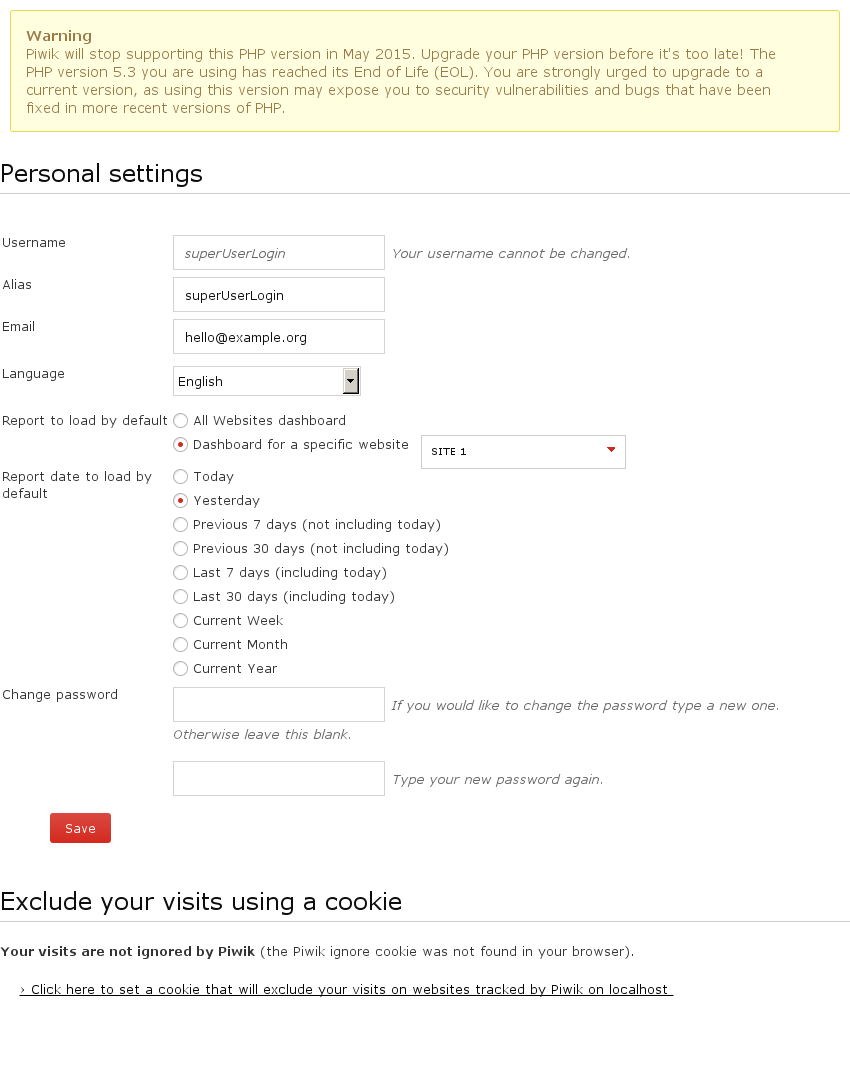 Warning
Piwik will stop supporting this PHP version in May 2015. Upgrade your PHP version before it's too late! The
PHP version 5.3 you are using has reached its End of Life (EOL). You are strongly urged to upgrade to a
current version, as using this version may expose you to security vulnerabilities and bugs that have been
fixed in more recent versions of PHP.
Personal settings
Username
superUserLogin
Your username cannot be changed.
Alias
superUserLogin
Email
hello@example.org
Language
English
Report to load by default
All Websites dashboard
Dashboard for a specific website
SITE 1
Report date to load by
default
Today
Yesterday
Previous 7 days (not including today)
Previous 30 days (not including today)
Last 7 days (including today)
Last 30 days (including today)
Current Week
Current Month
Current Year
Change password
If you would like to change the password type a new one.
Otherwise leave this blank.
Type your new password again.
Save
Exclude your visits using a cookie
Your visits are not ignored by Piwik (the Piwik ignore cookie was not found in your browser).
› Click here to set a cookie that will exclude your visits on websites tracked by Piwik on localhost